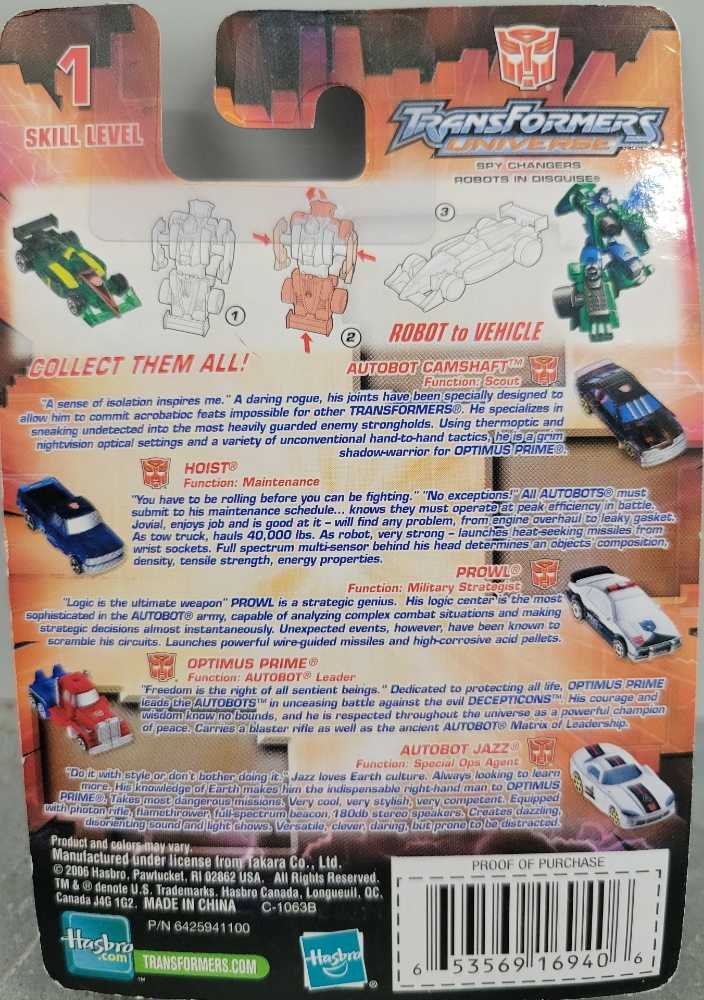 1
SKILL LEVEL
TRANSFORMERS
UNIVERSE
SPY CHANGERS
ROBOTS IN DISGUISE®
1
2
3
ROBOT to VEHICLE
COLLECT THEM ALL!
AUTOBOT CAMSHAFT™
Function: Scout
"A sense of isolation inspires me." A daring rogue, his joints have been specially designed to
allow him to commit acrobatioc feats impossible for other TRANSFORMERS®. He specializes in
sneaking undetected into the most heavily guarded enemy strongholds. Using thermoptic and
nightvision optical settings and a variety of unconventional hand-to-hand tactics, he is a grim
shadow-warrior for OPTIMUS PRIME®.
HOIST®
Function: Maintenance
"You have to be rolling before you can be fighting." "No exceptions!" All AUTOBOTS® must
submit to his maintenance schedule... knows they must operate at peak efficiency in battle.
Jovial, enjoys job and is good at it – will find any problem, from engine overhaul to leaky gasket.
As tow truck, hauls 40,000 lbs. As robot, very strong – launches heat-seeking missiles from
wrist sockets. Full spectrum multi-sensor behind his head determines an objects' composition,
density, tensile strength, energy properties.
PROWL®
Function: Military Strategist
"Logic is the ultimate weapon" PROWL is a strategic genius. His logic center is the most
sophisticated in the AUTOBOT® army, capable of analyzing complex combat situations and making
strategic decisions almost instantaneously. Unexpected events, however, have been known to
scramble his circuits. Launches powerful wire-guided missiles and high-corrosive acid pellets.
OPTIMUS PRIME®
Function: AUTOBOT® Leader
"Freedom is the right of all sentient beings." Dedicated to protecting all life, OPTIMUS PRIME
leads the AUTOBOTS™ in unceasing battle against the evil DECEPTICONS™. His courage and
wisdom know no bounds, and he is respected throughout the universe as a powerful champion
of peace. Carries a blaster rifle as well as the ancient AUTOBOT® Matrix of Leadership.
AUTOBOT JAZZ®
Function: Special Ops Agent
"Do it with style or don't bother doing it." Jazz loves Earth culture. Always looking to learn
more. His knowledge of Earth makes him the indispensable right-hand man to OPTIMUS
PRIME®. Takes most dangerous missions. Very cool, very stylish, very competent. Equipped
with photon rifle, flamethrower, full-spectrum beacon, 180db stereo speakers. Creates dazzling,
disorienting sound and light shows. Versatile, clever, daring, but prone to be distracted.
Product and colors may vary.
Manufactured under license from Takara Co., Ltd.
© 2006 Hasbro, Pawtucket, RI 02862 USA. All Rights Reserved.
TM & ® denote U.S. Trademarks. Hasbro Canada, Longueuil, QC,
Canada J4G 1G2. MADE IN CHINA C-1063B
P/N 6425941100
Hasbro
.com
TRANSFORMERS.COM
Hasbro
PROOF OF PURCHASE
6 53569 16940 6